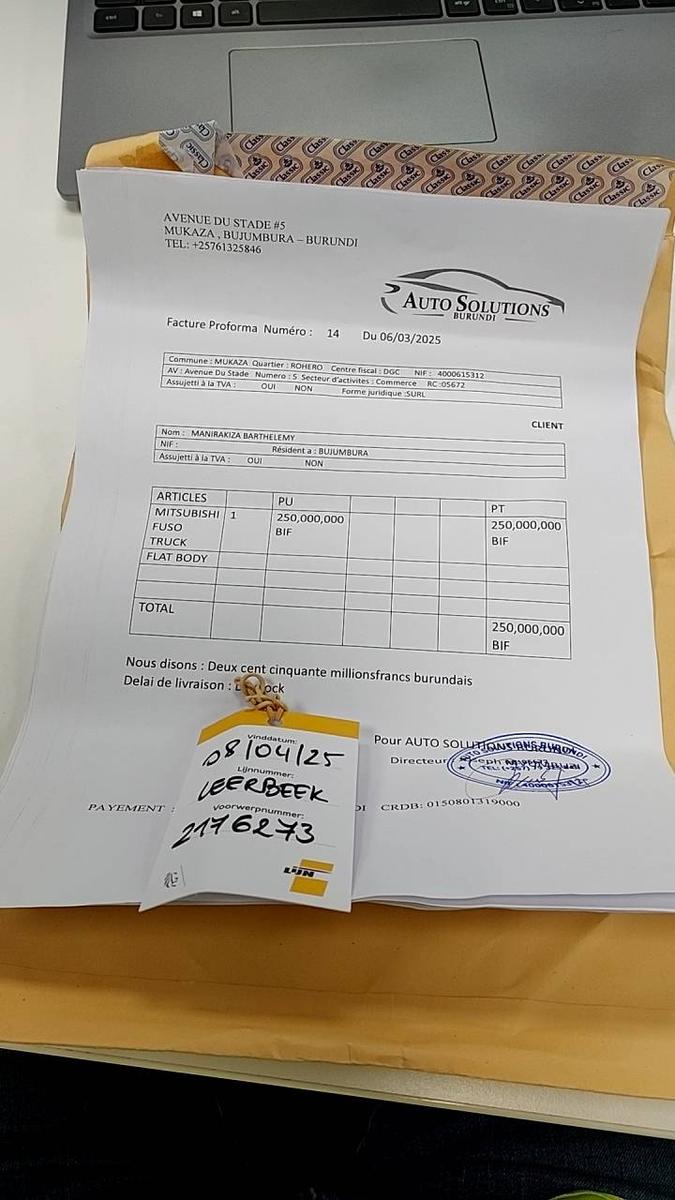 AVENUE DU STADE #5
MUKAZA , BUJUMBURA – BURUNDI
TEL: +25761325846
AUTO SOLUTIONS
BURUNDI
Facture Proforma Numéro : 14 Du 06/03/2025
Commune : MUKAZA Quartier : ROHERO Centre fiscal : DGC NIF : 4000615312
AV : Avenue Du Stade Numero : 5 Secteur d'activites : Commerce RC :05672
Assujetti à la TVA : OUI NON Forme juridique :SURL
CLIENT
Nom : MANIRAKIZA BARTHELEMY
NIF : Résident a : BUJUMBURA
Assujetti à la TVA : OUI NON
ARTICLES PU PT
MITSUBISHI 1 250,000,000 250,000,000
FUSO BIF BIF
TRUCK
FLAT BODY
TOTAL 250,000,000
BIF
Nous disons : Deux cent cinquante millionsfrancs burundais
Delai de livraison :
Pour AUTO SOLUTIONS BURUNDI
Directeur
AUTO SOLUTIONS BURUNDI
PAYEMENT : CRDB: 0150801319000
Vinddatum:
08/04/25
Lijnnummer:
LEERBEEK
Voorwerpnummer:
2176273
LIJN
Classic